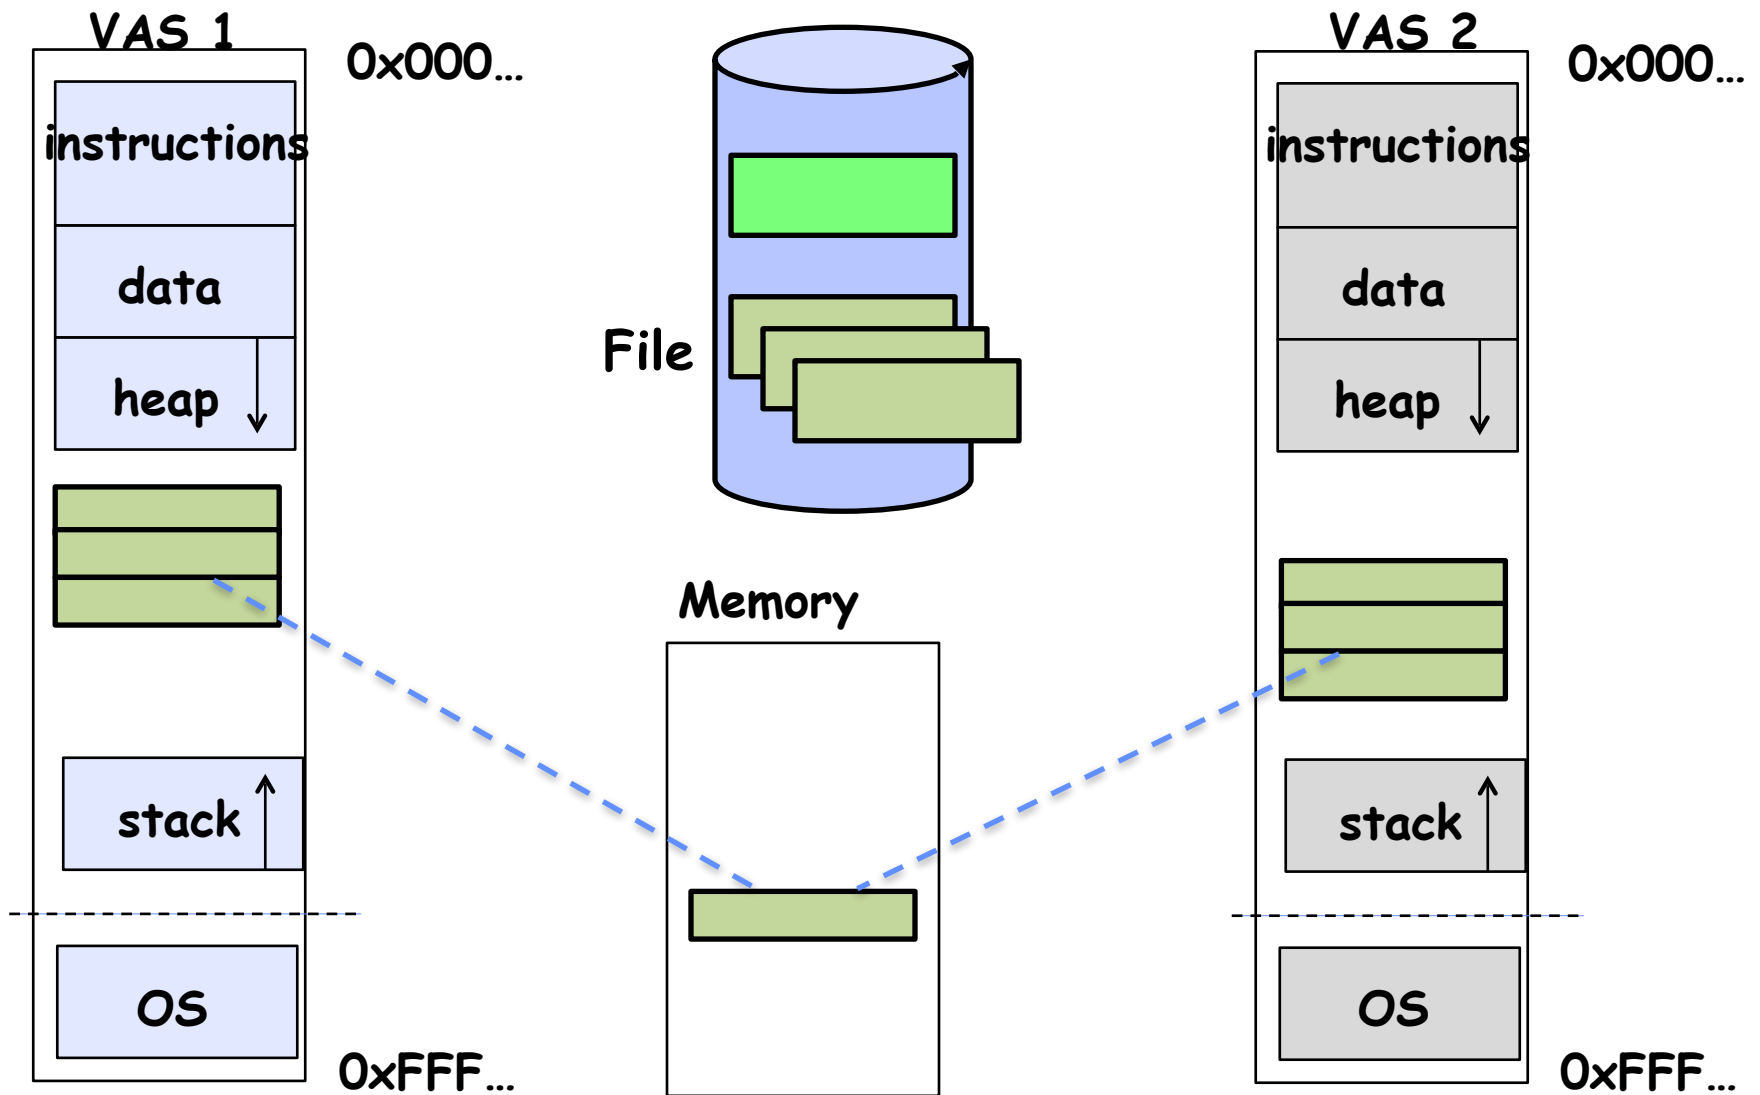 VAS 1
0x000...
instructions
data
heap
stack
OS
0xFFF...
File
Memory
VAS 2
0x000...
instructions
data
heap
stack
OS
0xFFF...